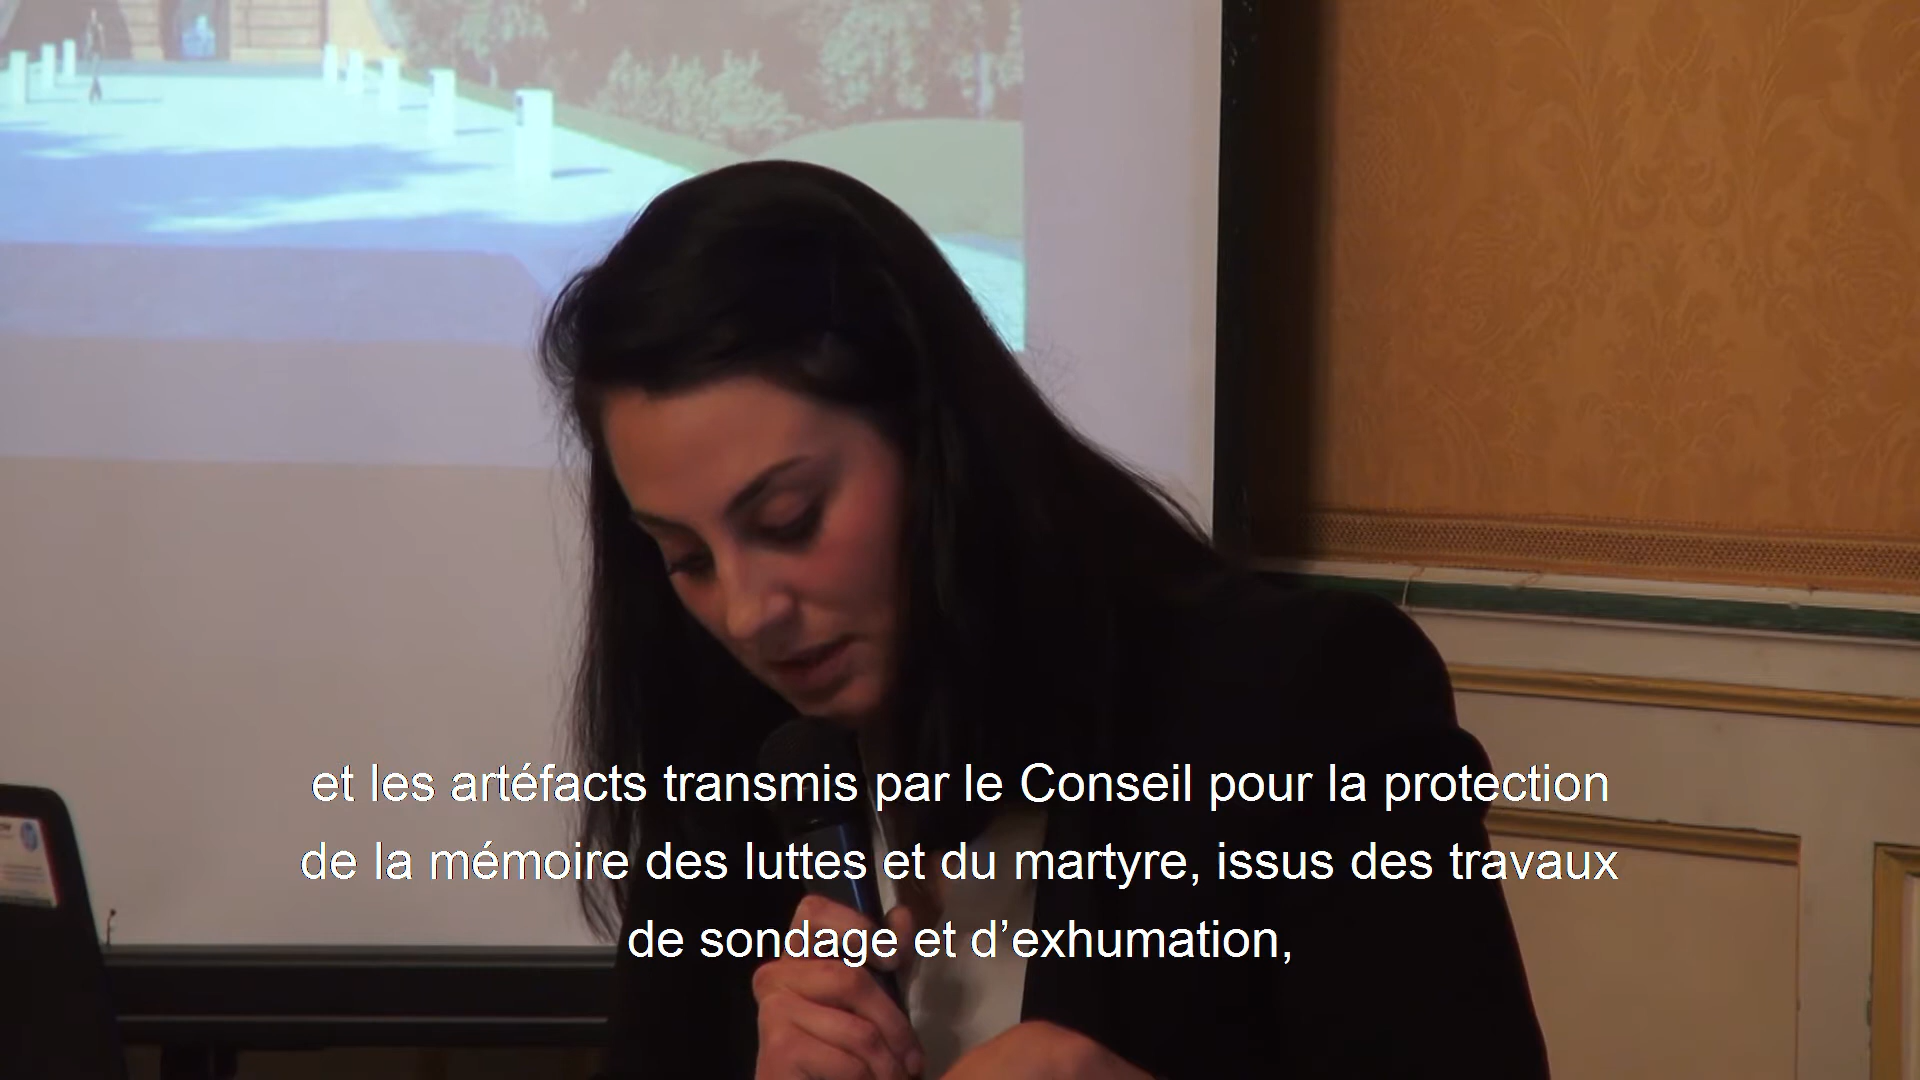 et les artéfacts transmis par le Conseil pour la protection
de la mémoire des luttes et du martyre, issus des travaux
de sondage et d’exhumation,